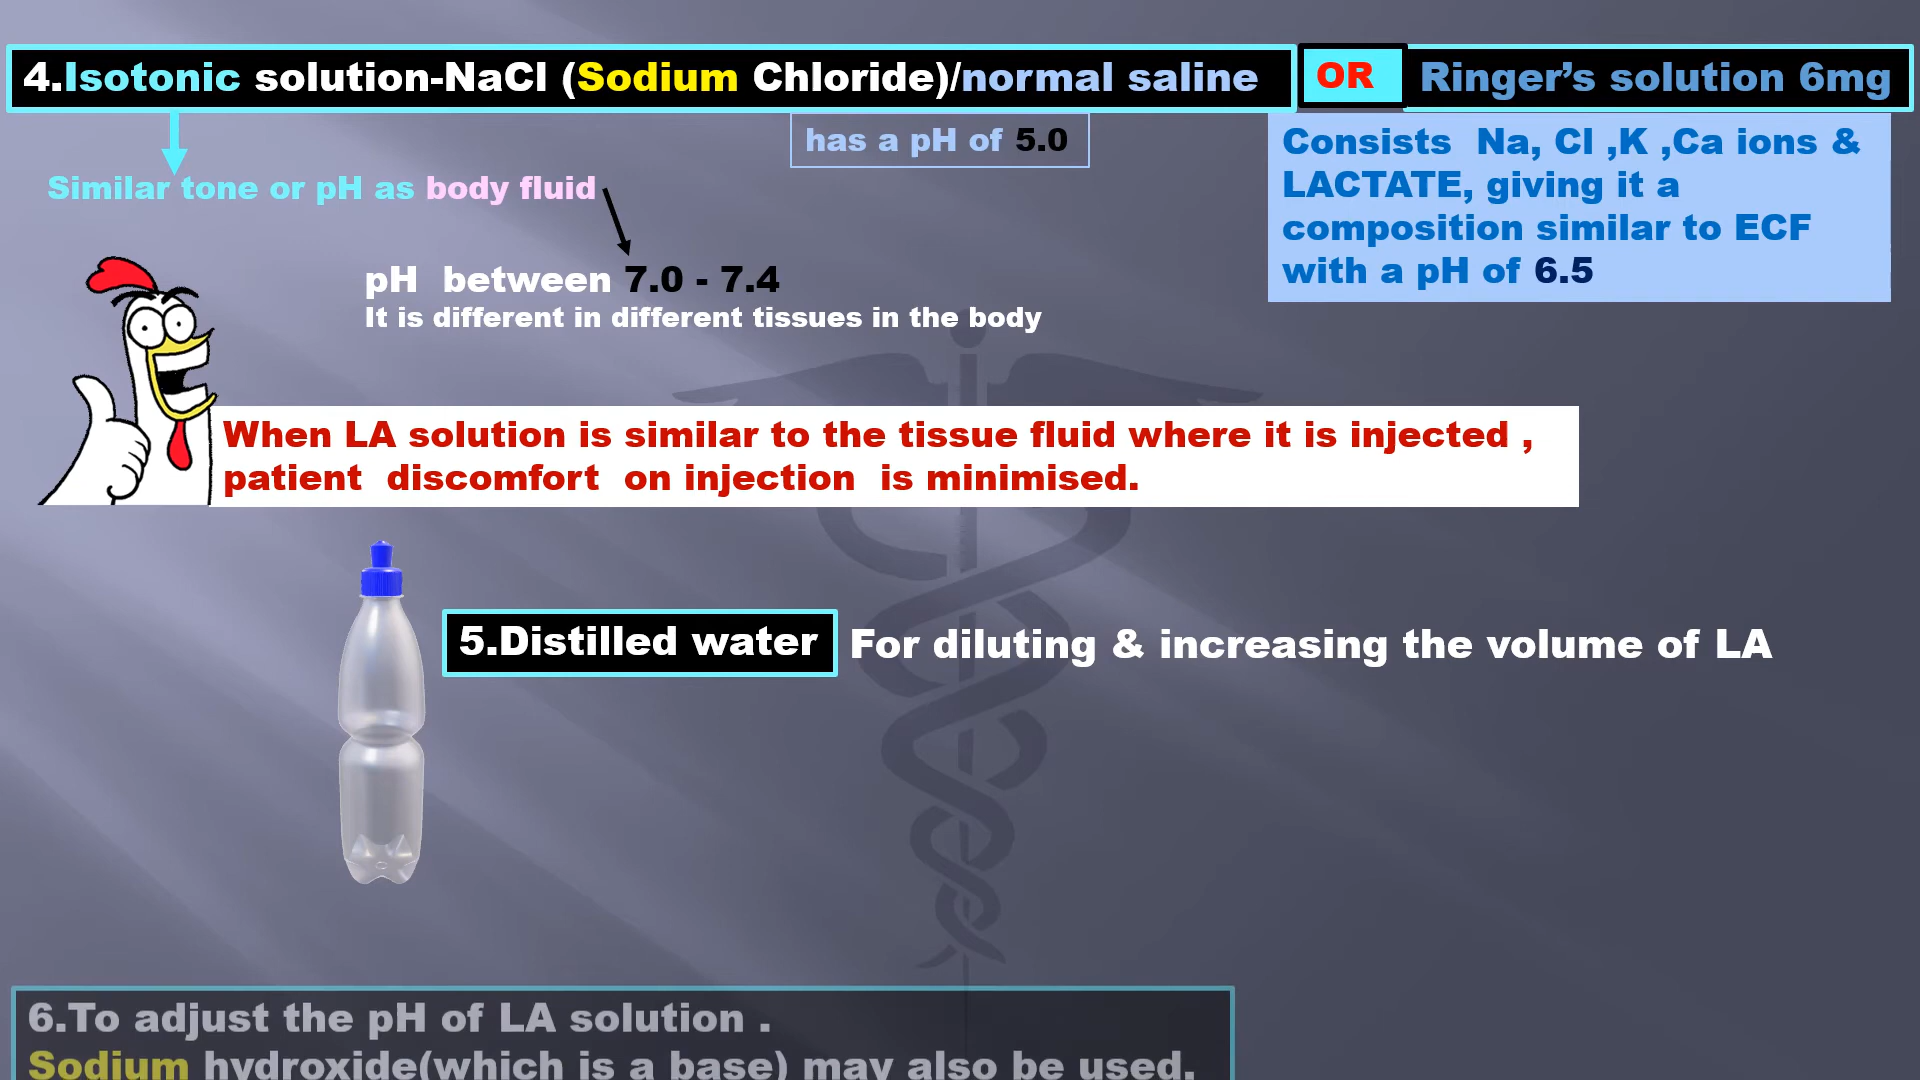 4.Isotonic solution-NaCl (Sodium Chloride)/normal saline OR Ringer’s solution 6mg
has a pH of 5.0
Consists Na, Cl ,K ,Ca ions &
LACTATE, giving it a
composition similar to ECF
with a pH of 6.5
Similar tone or pH as body fluid
pH between 7.0 - 7.4
It is different in different tissues in the body
When LA solution is similar to the tissue fluid where it is injected ,
patient discomfort on injection is minimised.
5.Distilled water For diluting & increasing the volume of LA
6.To adjust the pH of LA solution .
Sodium hydroxide(which is a base) may also be used.